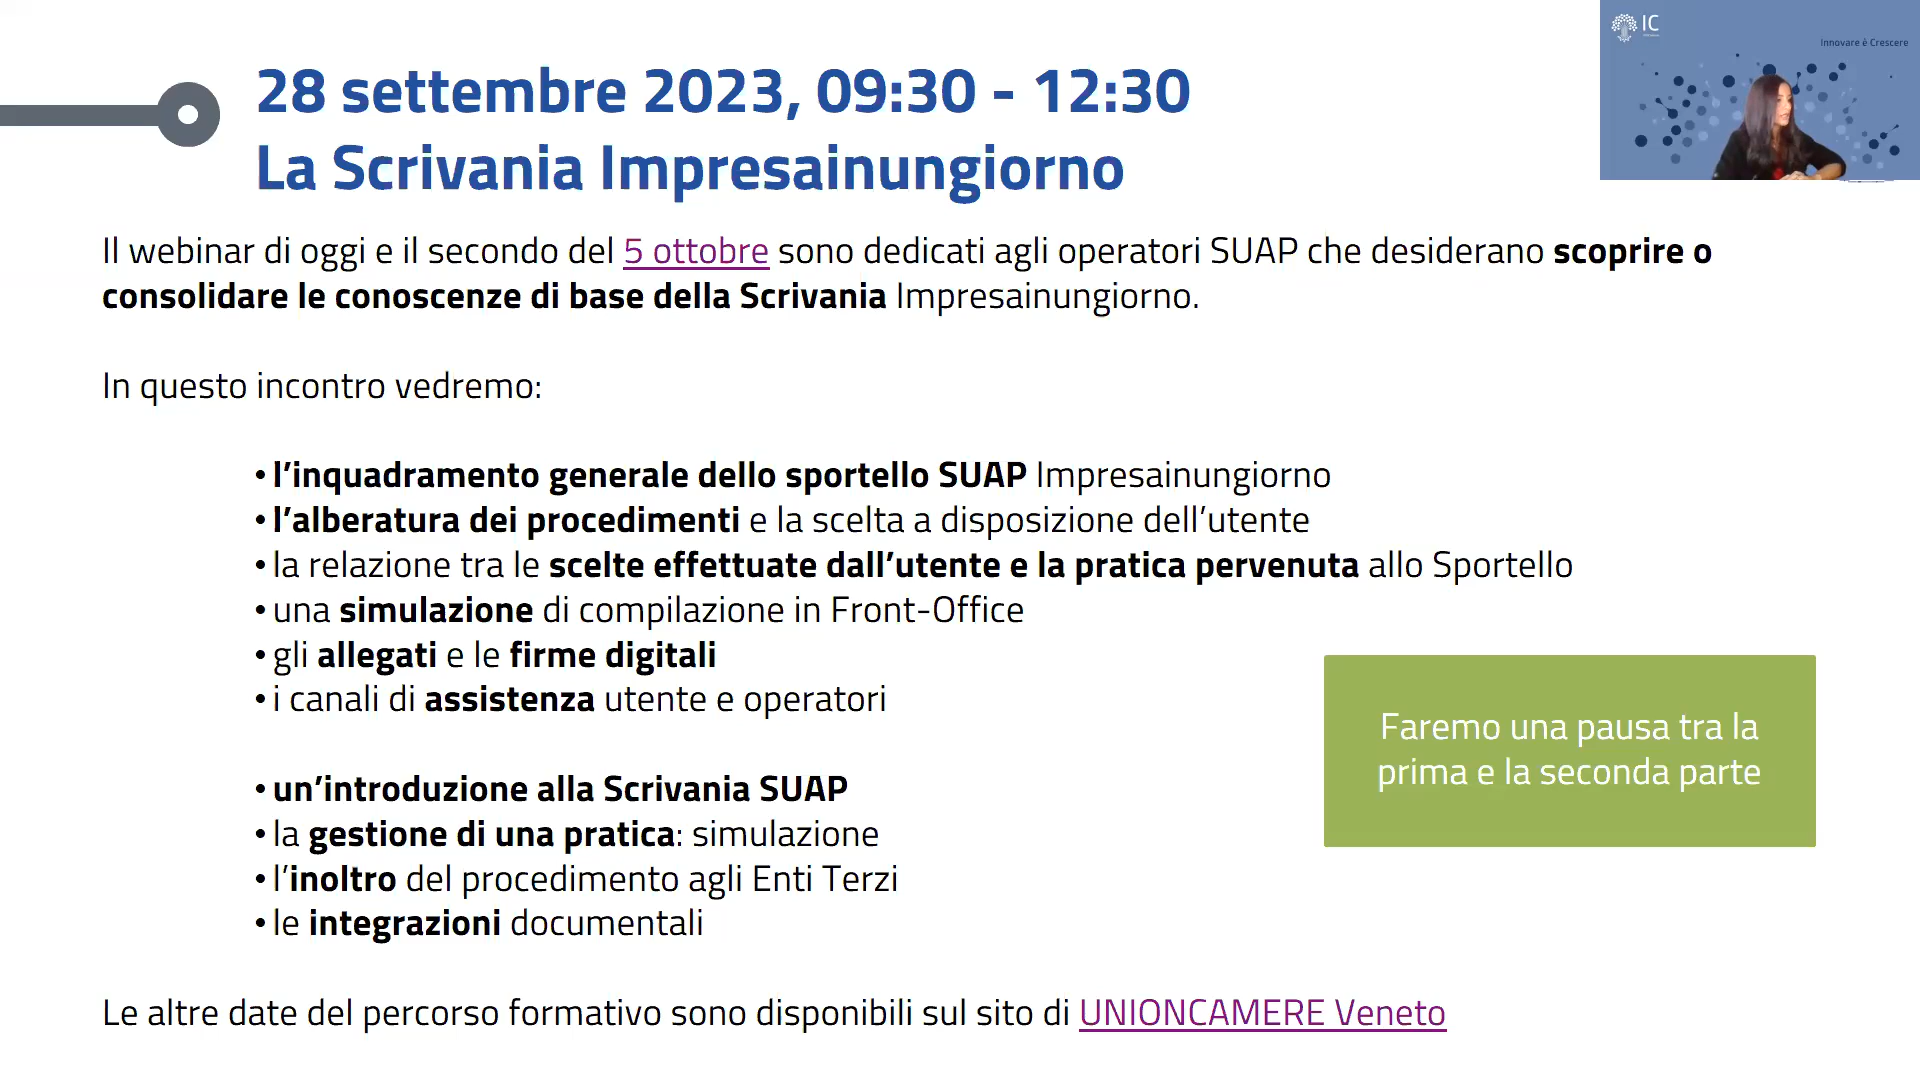 IC
Innovare è Crescere
28 settembre 2023, 09:30 - 12:30
La Scrivania Impresainungiorno
Il webinar di oggi e il secondo del 5 ottobre sono dedicati agli operatori SUAP che desiderano scoprire o
consolidare le conoscenze di base della Scrivania Impresainungiorno.
In questo incontro vedremo:
• l’inquadramento generale dello sportello SUAP Impresainungiorno
• l’alberatura dei procedimenti e la scelta a disposizione dell’utente
• la relazione tra le scelte effettuate dall’utente e la pratica pervenuta allo Sportello
• una simulazione di compilazione in Front-Office
• gli allegati e le firme digitali
• i canali di assistenza utente e operatori
• un’introduzione alla Scrivania SUAP
• la gestione di una pratica: simulazione
• l’inoltro del procedimento agli Enti Terzi
• le integrazioni documentali
Faremo una pausa tra la
prima e la seconda parte
Le altre date del percorso formativo sono disponibili sul sito di UNIONCAMERE Veneto